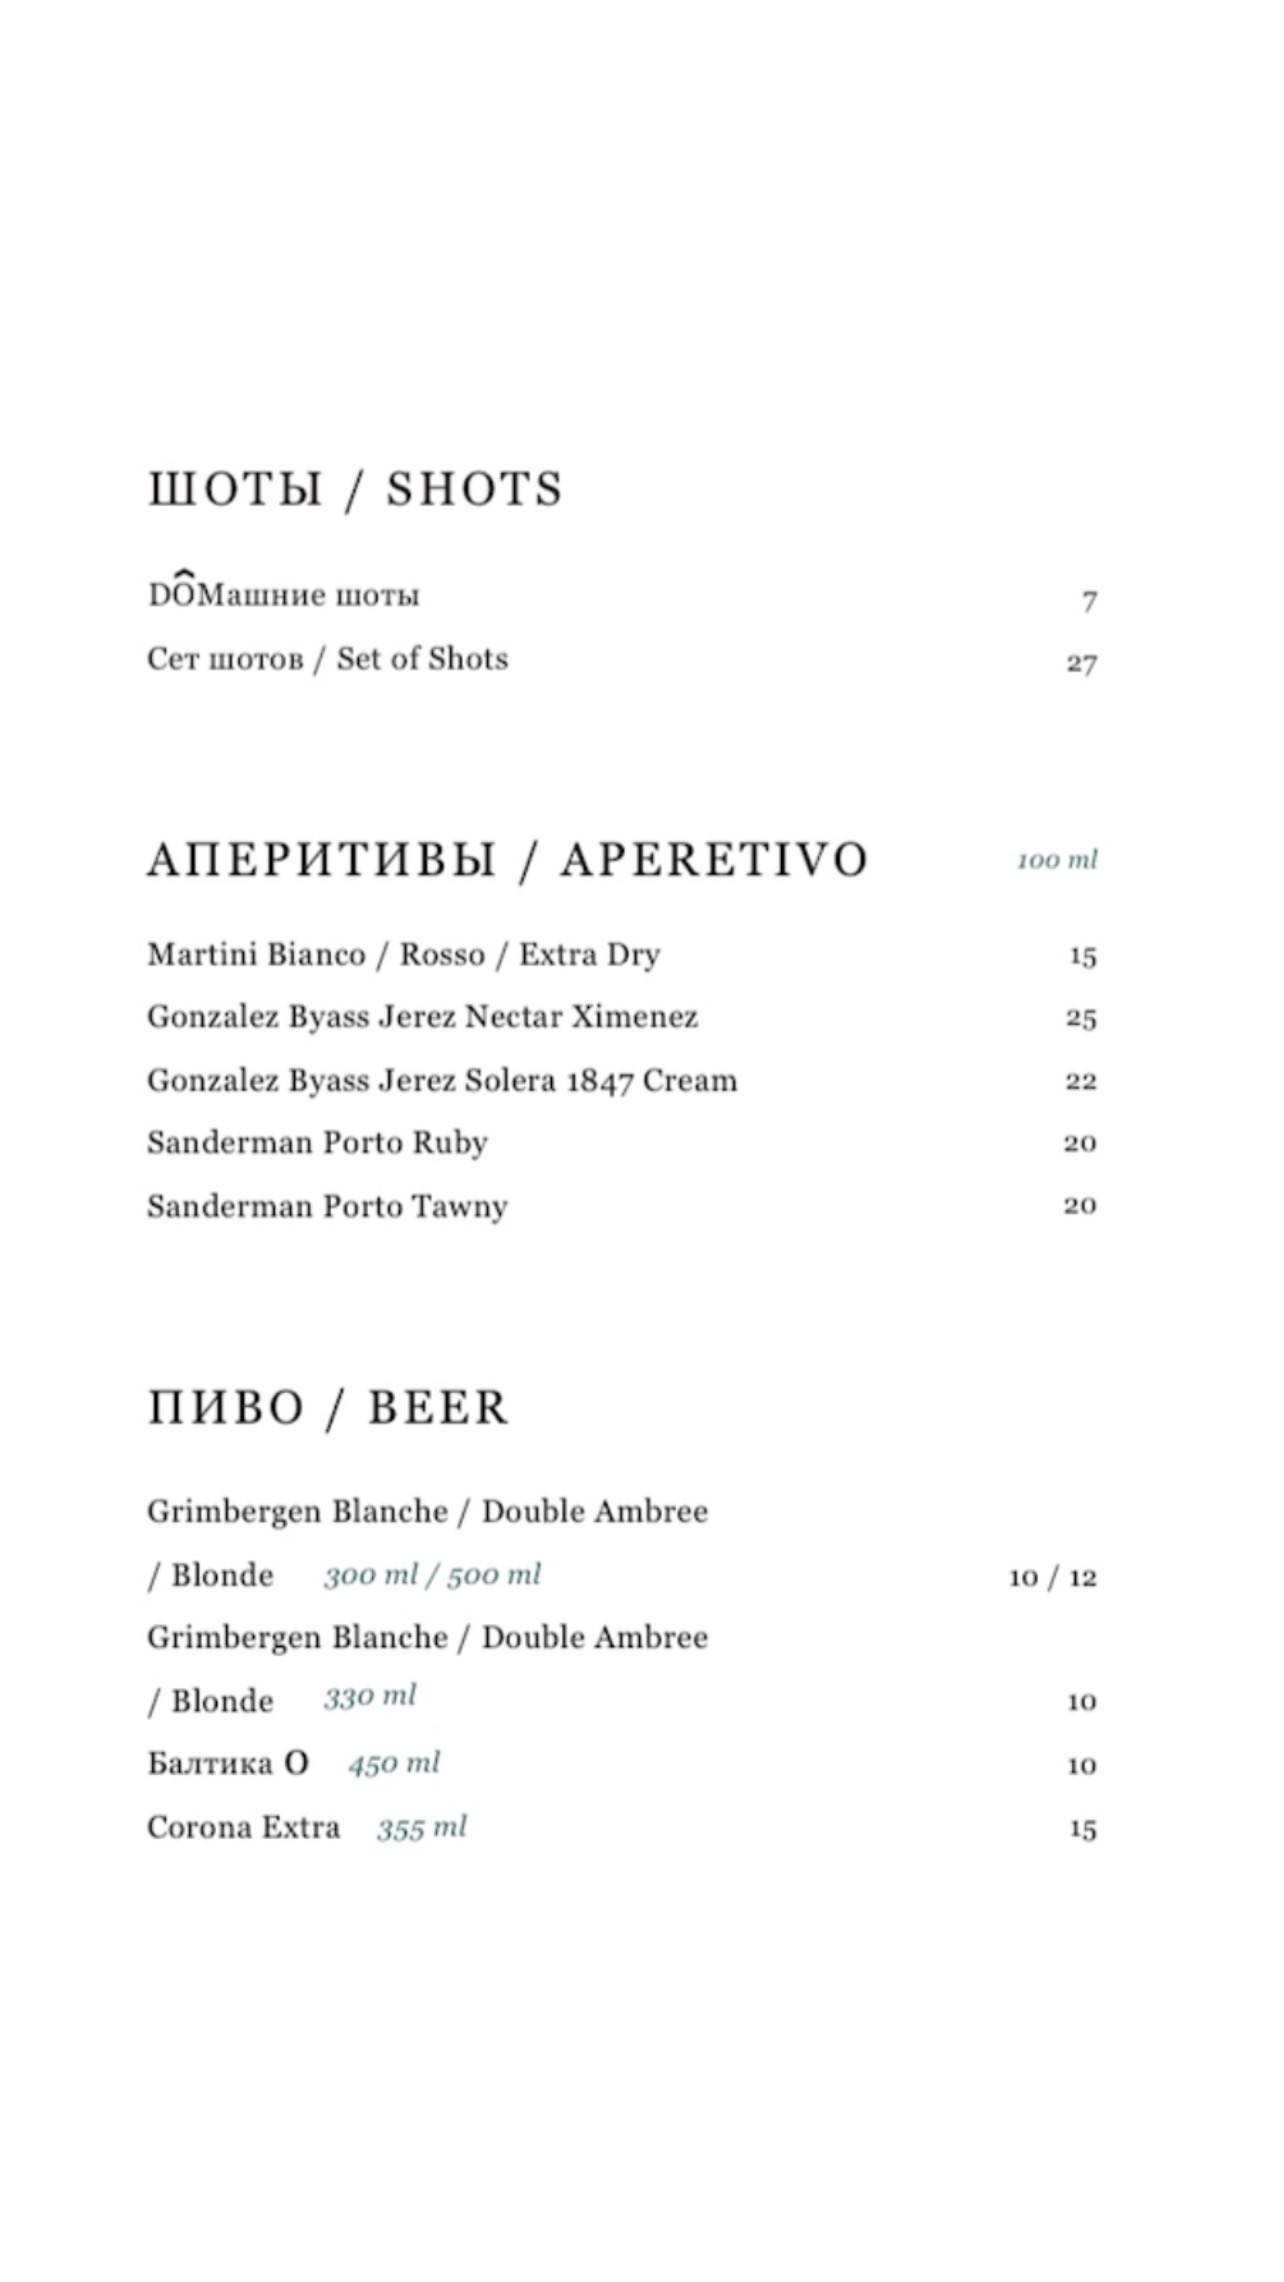 ШОТЫ / SHOTS
DÔMашние шоты 7
Сет шотов / Set of Shots 27
АПЕРИТИВЫ / APERETIVO 100 ml
Martini Bianco / Rosso / Extra Dry 15
Gonzalez Byass Jerez Nectar Ximenez 25
Gonzalez Byass Jerez Solera 1847 Cream 22
Sanderman Porto Ruby 20
Sanderman Porto Tawny 20
ПИВО / BEER
Grimbergen Blanche / Double Ambree
/ Blonde 300 ml / 500 ml 10 / 12
Grimbergen Blanche / Double Ambree
/ Blonde 330 ml 10
Балтика О 450 ml 10
Corona Extra 355 ml 15